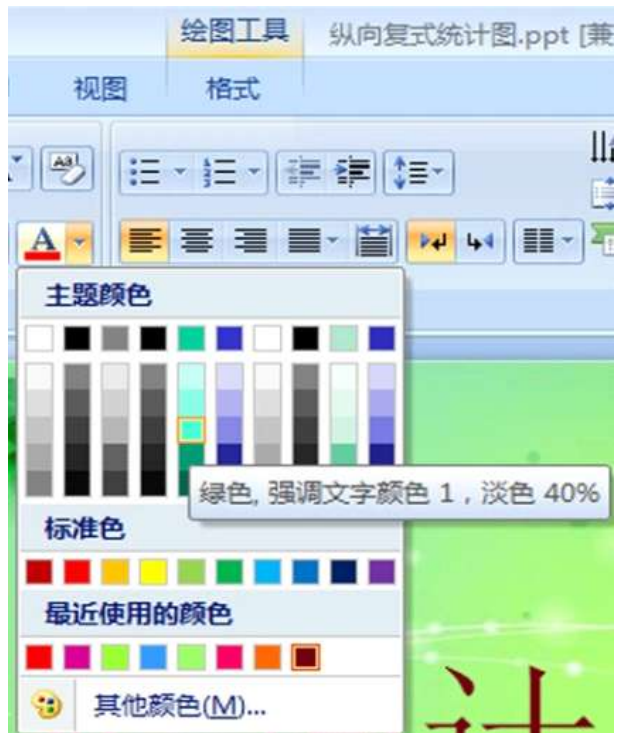 绘图工具 纵向复式统计图.ppt [兼
视图 格式
Aa
A
主题颜色
绿色, 强调文字颜色 1，淡色 40%
标准色
最近使用的颜色
其他颜色(M)...
计